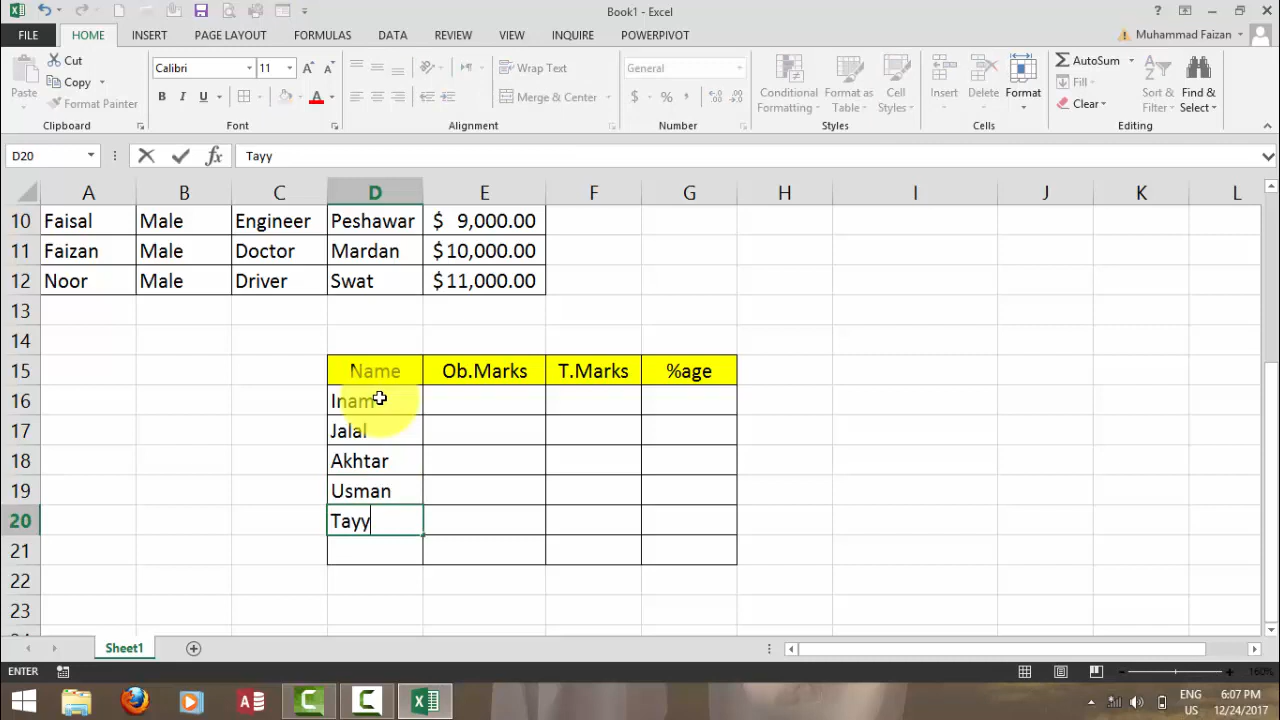 Book1 - Excel
FILE HOME INSERT PAGE LAYOUT FORMULAS DATA REVIEW VIEW INQUIRE POWERPIVOT Muhammad Faizan
Cut
Copy
Format Painter
Paste
Clipboard
Calibri 11
B I U
Font
Wrap Text
Merge & Center
Alignment
General
$ % ,
Number
Conditional Formatting
Format as Table
Cell Styles
Styles
Insert Delete Format
Cells
AutoSum
Fill
Clear
Sort & Filter
Find & Select
Editing
D20 fx Tayy
A B C D E F G H I J K L
10 Faisal Male Engineer Peshawar $ 9,000.00
11 Faizan Male Doctor Mardan $10,000.00
12 Noor Male Driver Swat $11,000.00
13
14
15 Name Ob.Marks T.Marks %age
16 Inam
17 Jalal
18 Akhtar
19 Usman
20 Tayy
21
22
23
24
Sheet1
ENTER 160%
ENG 6:07 PM
US 12/24/2017